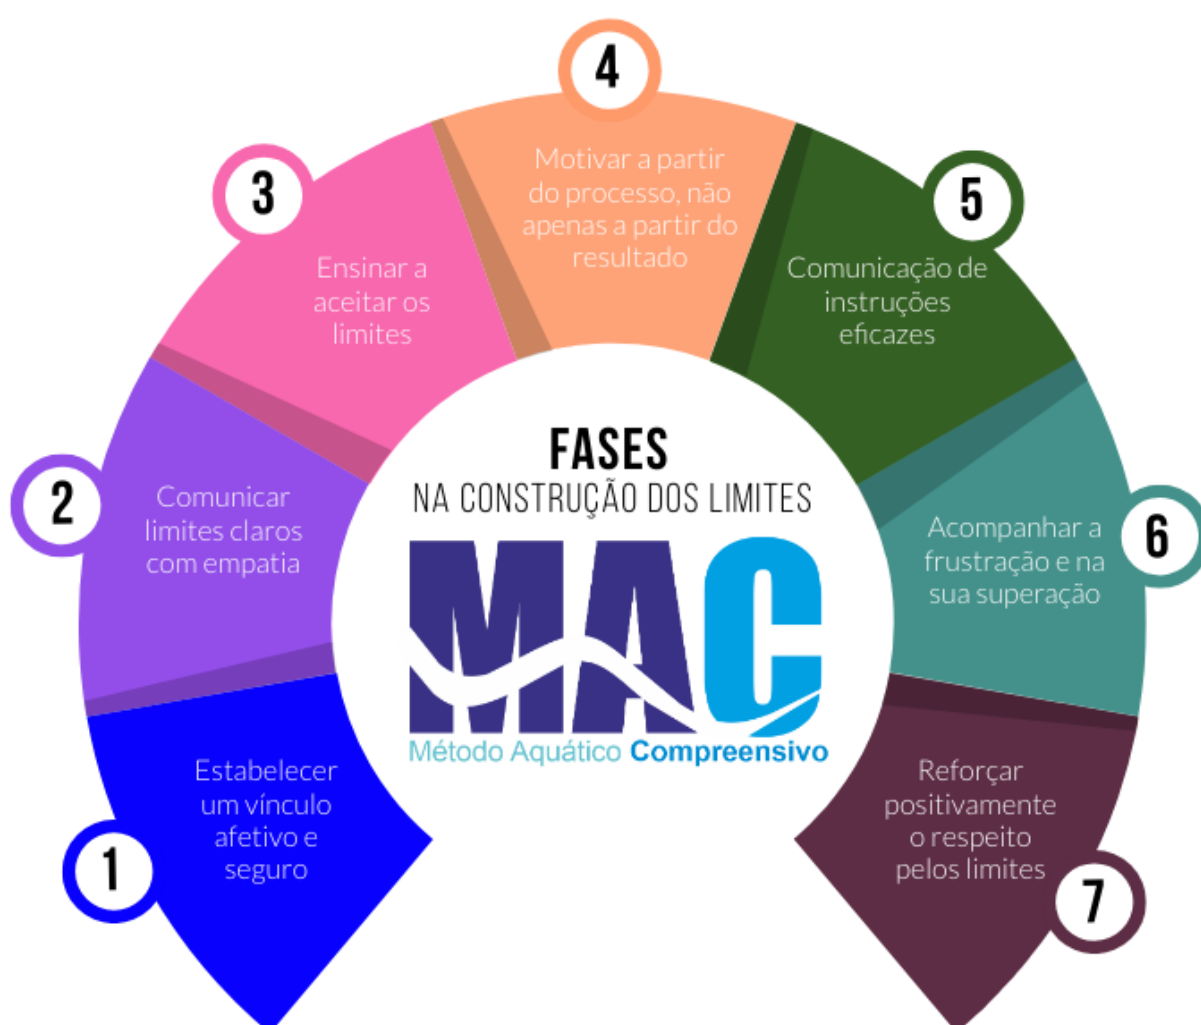 FASES
NA CONSTRUÇÃO DOS LIMITES
MAC
Método Aquático Compreensivo
1
Estabelecer
um vínculo
afetivo e
seguro
2
Comunicar
limites claros
com empatia
3
Ensinar a
aceitar os
limites
4
Motivar a partir
do processo, não
apenas a partir do
resultado
5
Comunicação de
instruções
eficazes
6
Acompanhar a
frustração e na
sua superação
7
Reforçar
positivamente
o respeito
pelos limites